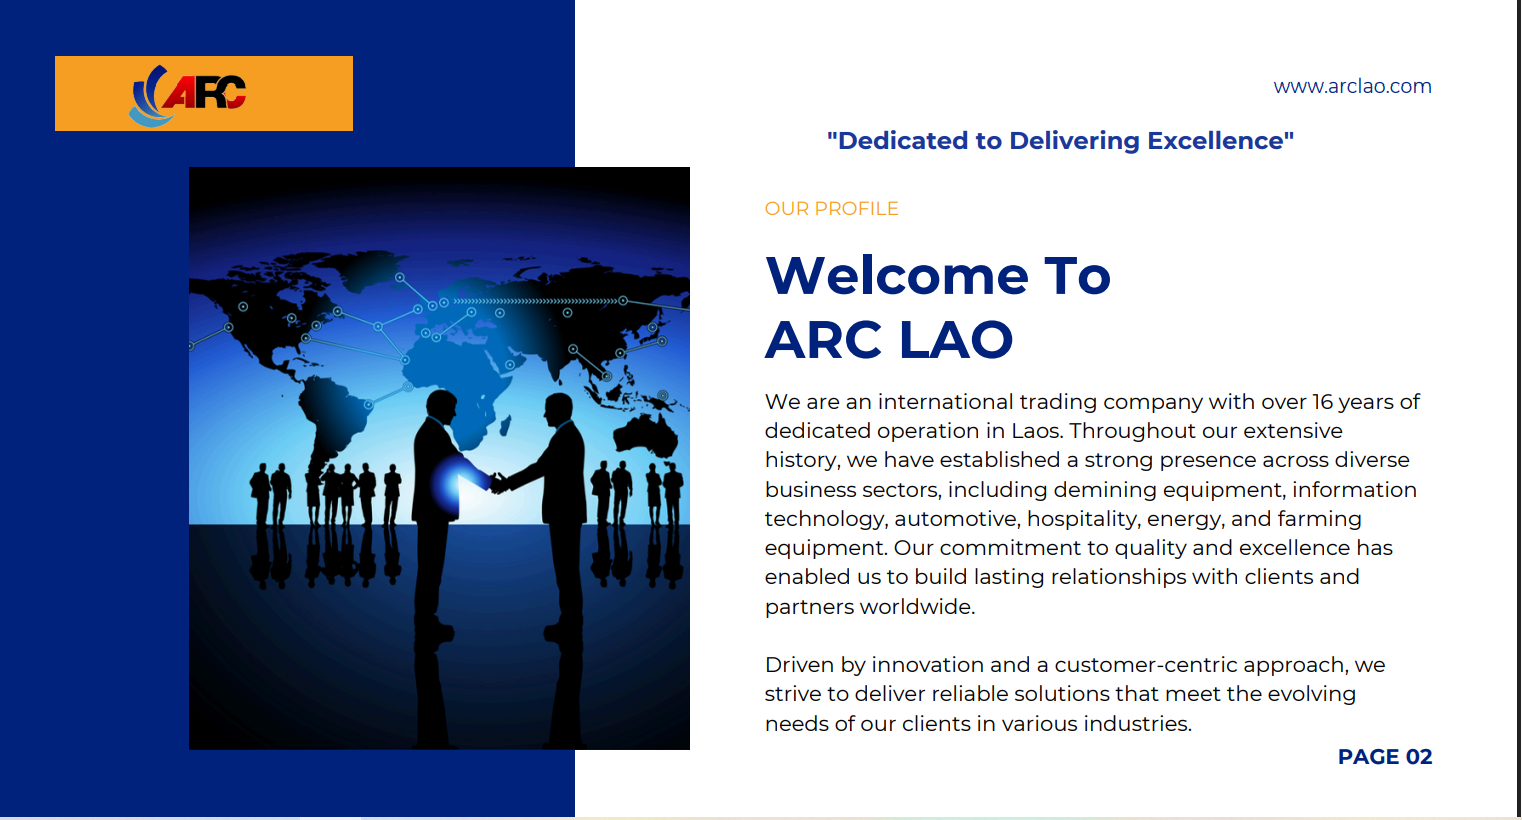 ARC
www.arclao.com
"Dedicated to Delivering Excellence"
OUR PROFILE
Welcome To
ARC LAO
We are an international trading company with over 16 years of
dedicated operation in Laos. Throughout our extensive
history, we have established a strong presence across diverse
business sectors, including demining equipment, information
technology, automotive, hospitality, energy, and farming
equipment. Our commitment to quality and excellence has
enabled us to build lasting relationships with clients and
partners worldwide.
Driven by innovation and a customer-centric approach, we
strive to deliver reliable solutions that meet the evolving
needs of our clients in various industries.
PAGE 02